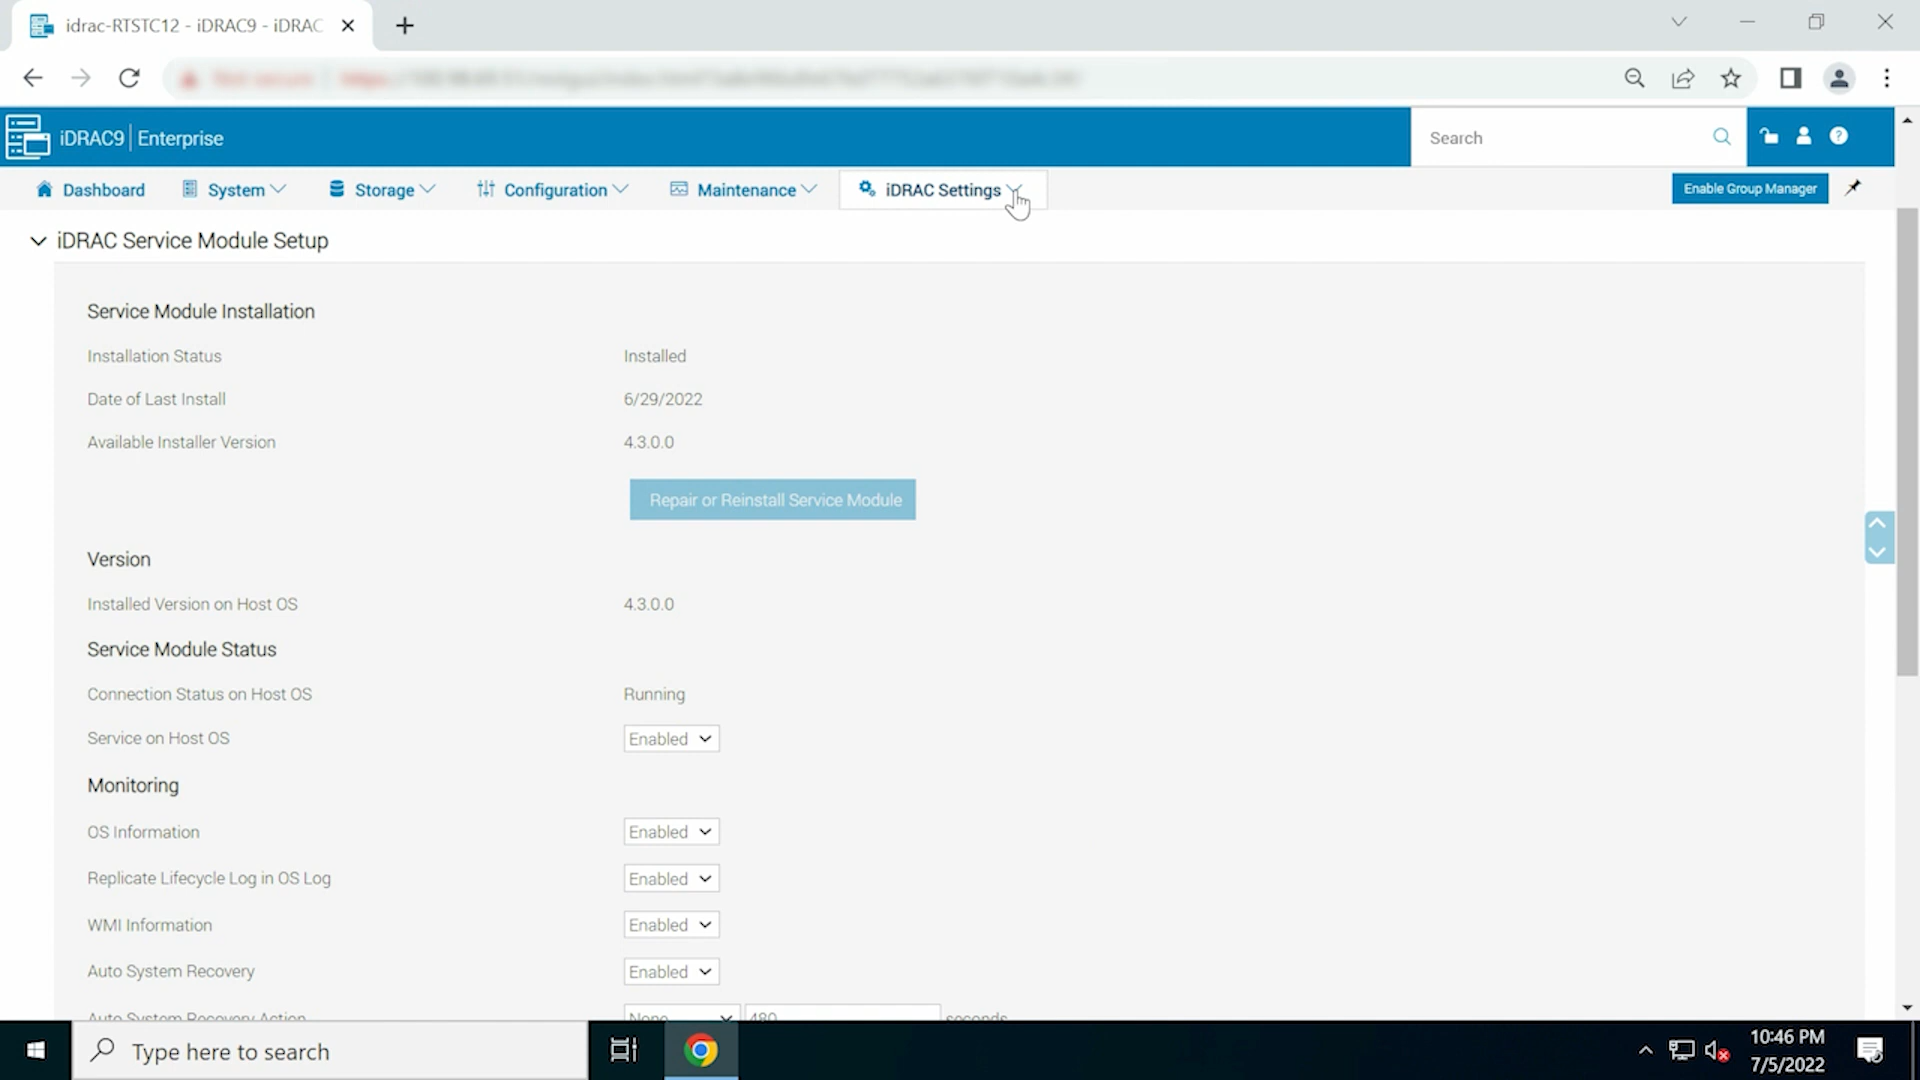 idrac-RTSTC12 - iDRAC9 - iDRAC
Not secure
iDRAC9 | Enterprise
Search
Dashboard
System
Storage
Configuration
Maintenance
iDRAC Settings
Enable Group Manager
iDRAC Service Module Setup
Service Module Installation
Installation Status Installed
Date of Last Install 6/29/2022
Available Installer Version 4.3.0.0
Repair or Reinstall Service Module
Version
Installed Version on Host OS 4.3.0.0
Service Module Status
Connection Status on Host OS Running
Service on Host OS Enabled
Monitoring
OS Information Enabled
Replicate Lifecycle Log in OS Log Enabled
WMI Information Enabled
Auto System Recovery Enabled
Auto System Recovery Action None 480 seconds
Type here to search
10:46 PM
7/5/2022